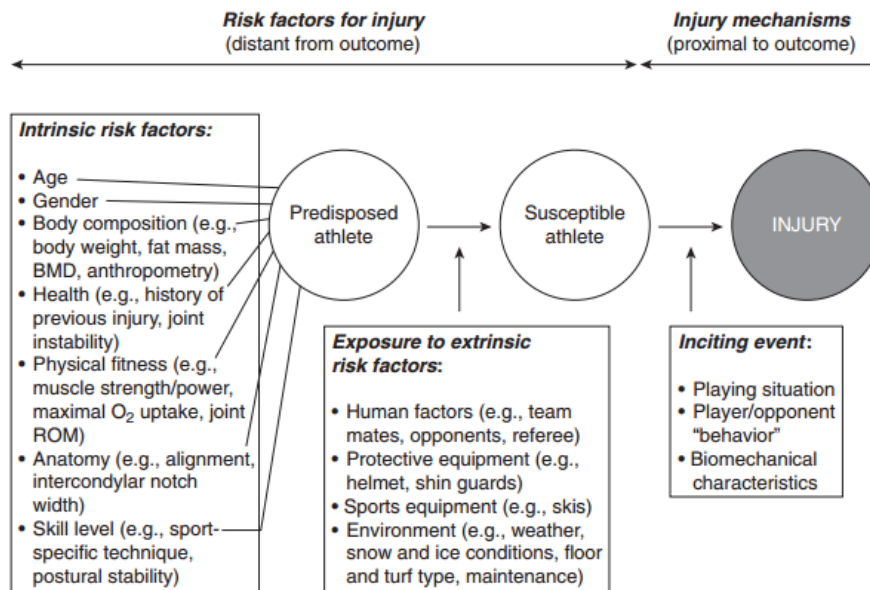 Risk factors for injury
(distant from outcome)
Injury mechanisms
(proximal to outcome)
Intrinsic risk factors:
• Age
• Gender
• Body composition (e.g.,
body weight, fat mass,
BMD, anthropometry)
• Health (e.g., history of
previous injury, joint
instability)
• Physical fitness (e.g.,
muscle strength/power,
maximal O₂ uptake, joint
ROM)
• Anatomy (e.g., alignment,
intercondylar notch
width)
• Skill level (e.g., sport-
specific technique,
postural stability)
Predisposed
athlete
Susceptible
athlete
INJURY
Exposure to extrinsic
risk factors:
• Human factors (e.g., team
mates, opponents, referee)
• Protective equipment (e.g.,
helmet, shin guards)
• Sports equipment (e.g., skis)
• Environment (e.g., weather,
snow and ice conditions, floor
and turf type, maintenance)
Inciting event:
• Playing situation
• Player/opponent
"behavior"
• Biomechanical
characteristics